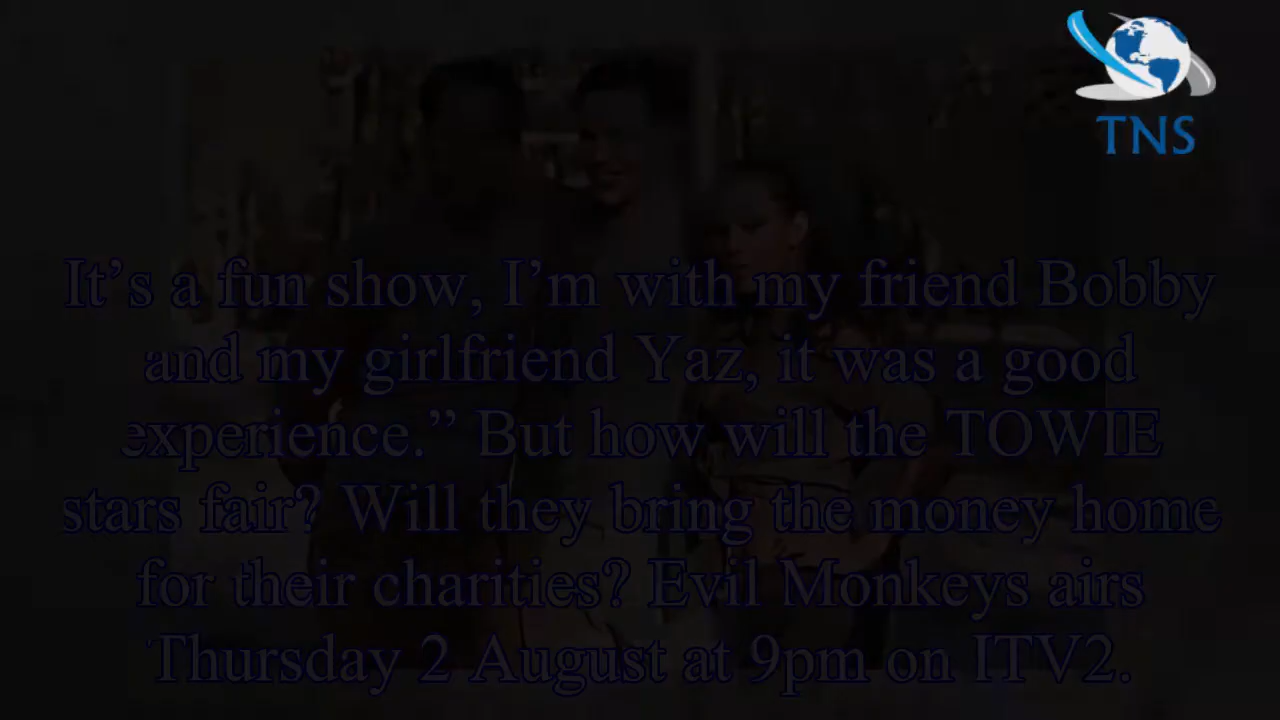 TNS
It’s a fun show, I’m with my friend Bobby
and my girlfriend Yaz, it was a good
experience.” But how will the TOWIE
stars fair? Will they bring the money home
for their charities? Evil Monkeys airs
Thursday 2 August at 9pm on ITV2.